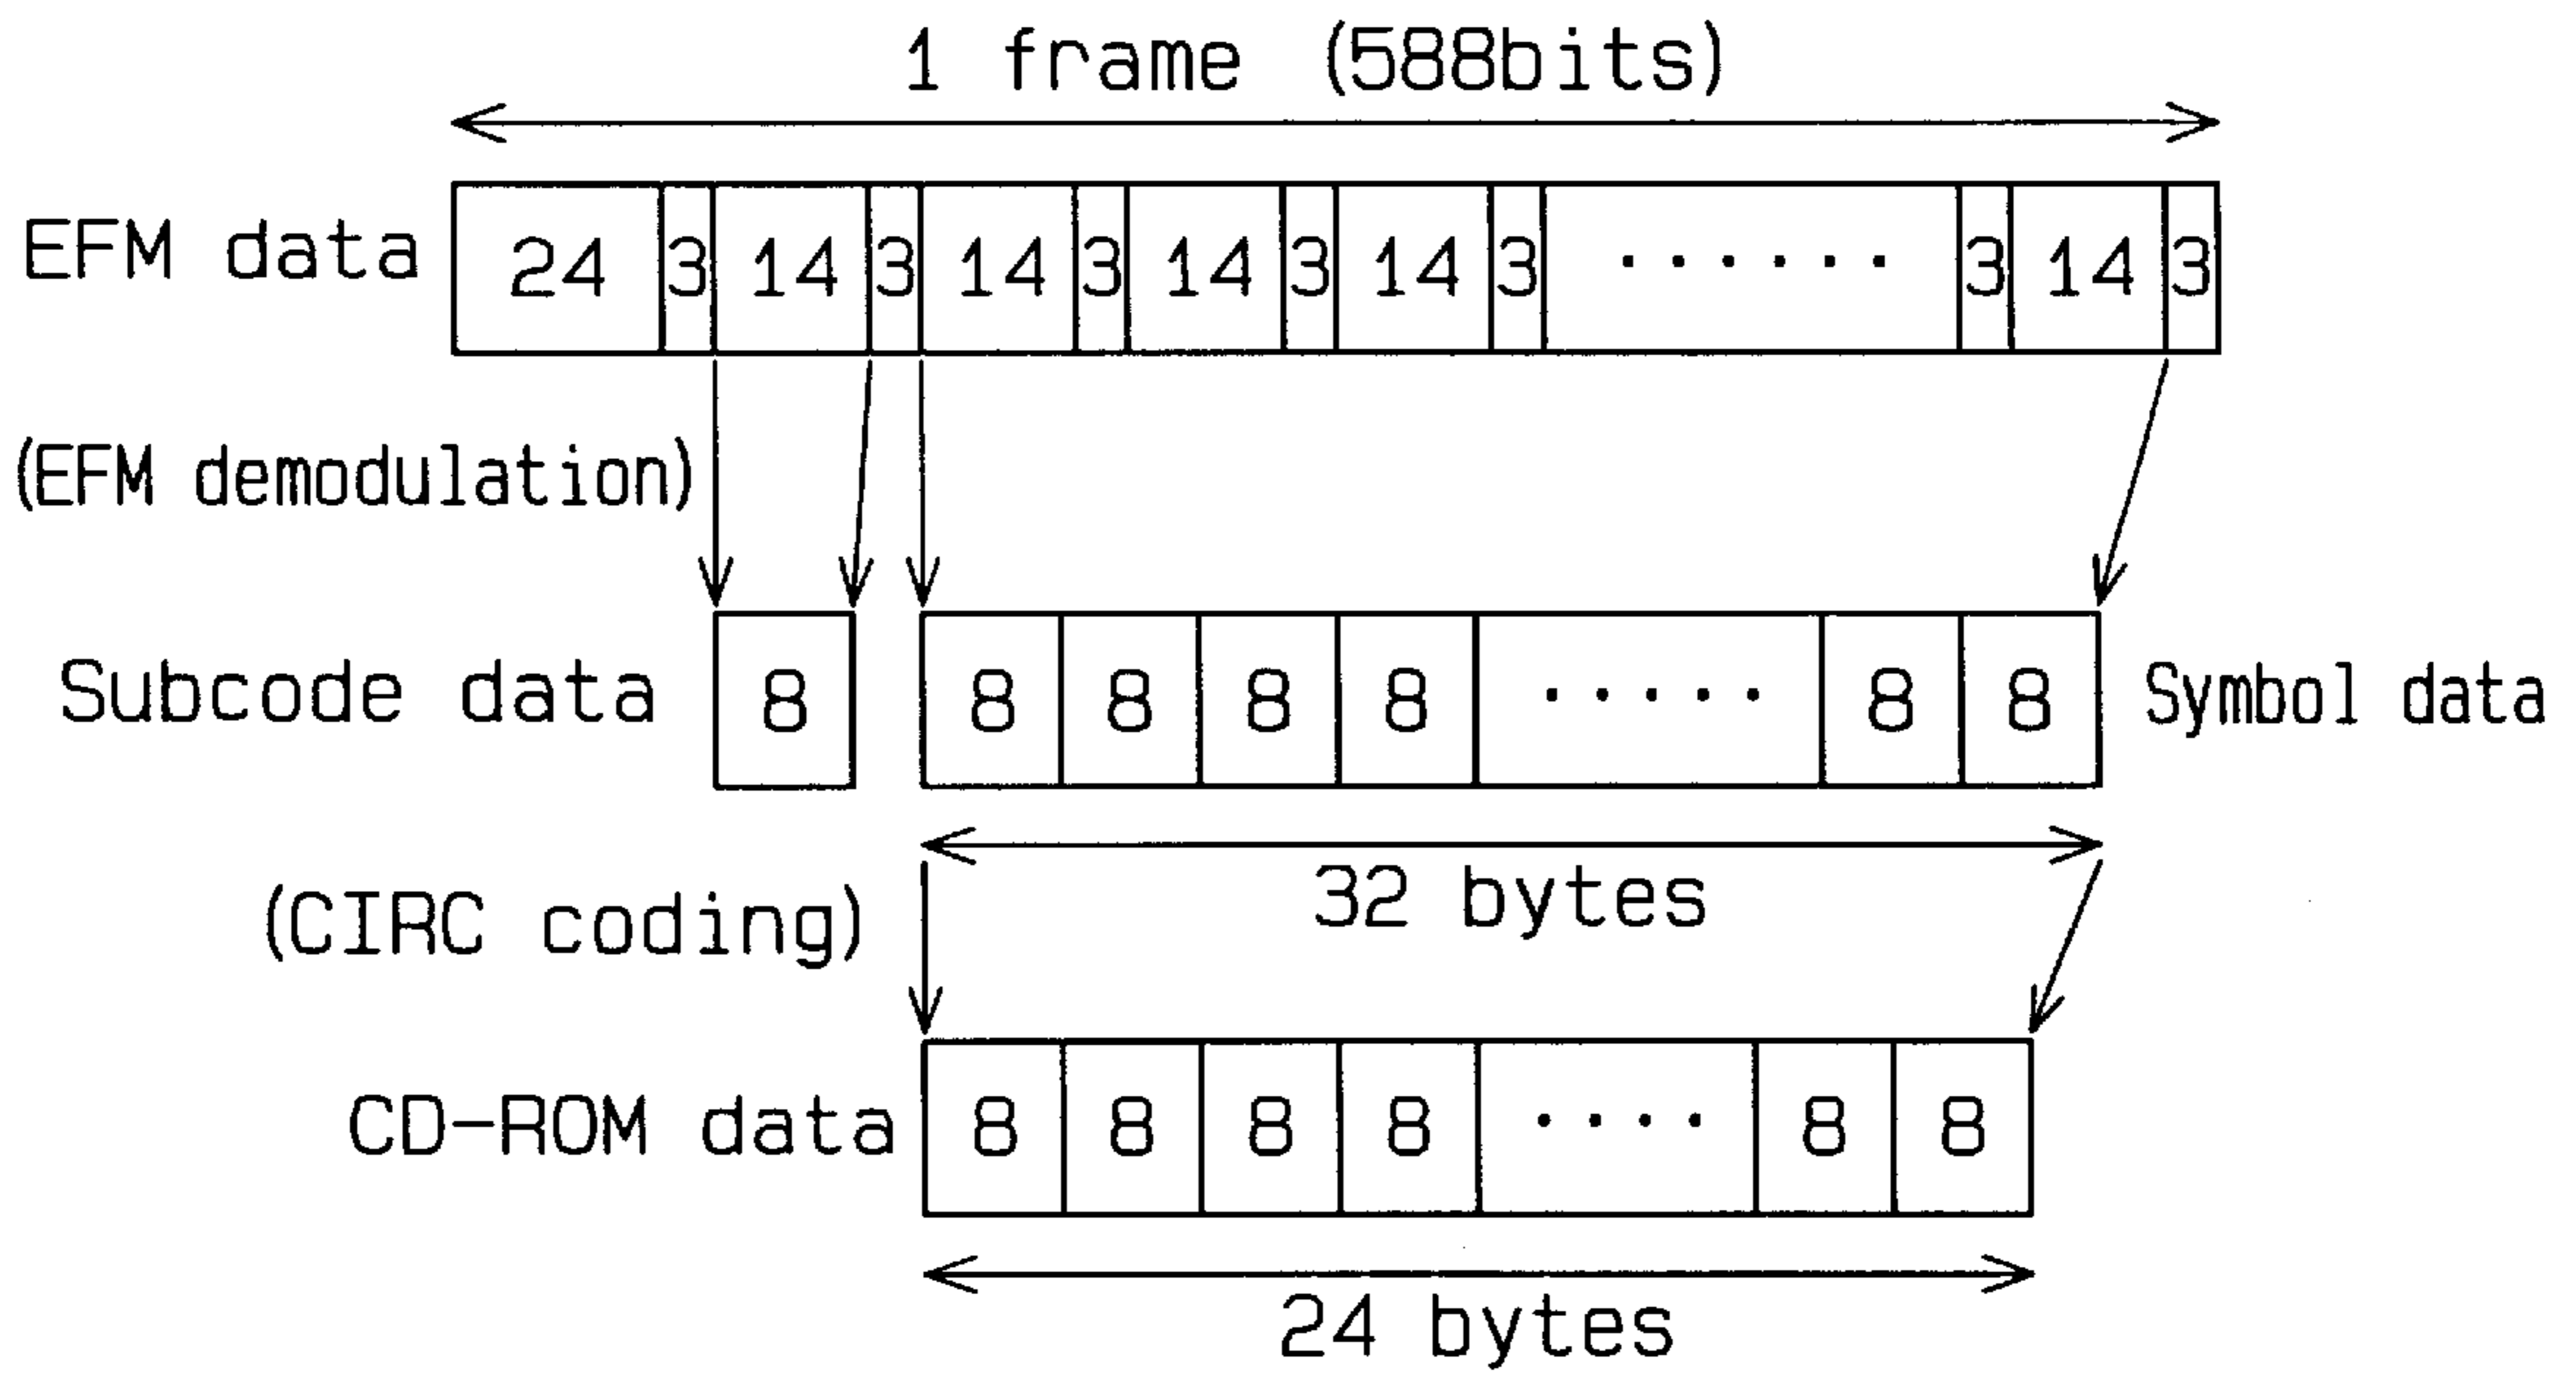 1 frame (588bits)
EFM data 24 3 14 3 14 3 14 3 14 3 ······ 3 14 3
(EFM demodulation)
Subcode data 8 8 8 8 8 ····· 8 8 Symbol data
32 bytes
(CIRC coding)
CD-ROM data 8 8 8 8 ···· 8 8
24 bytes